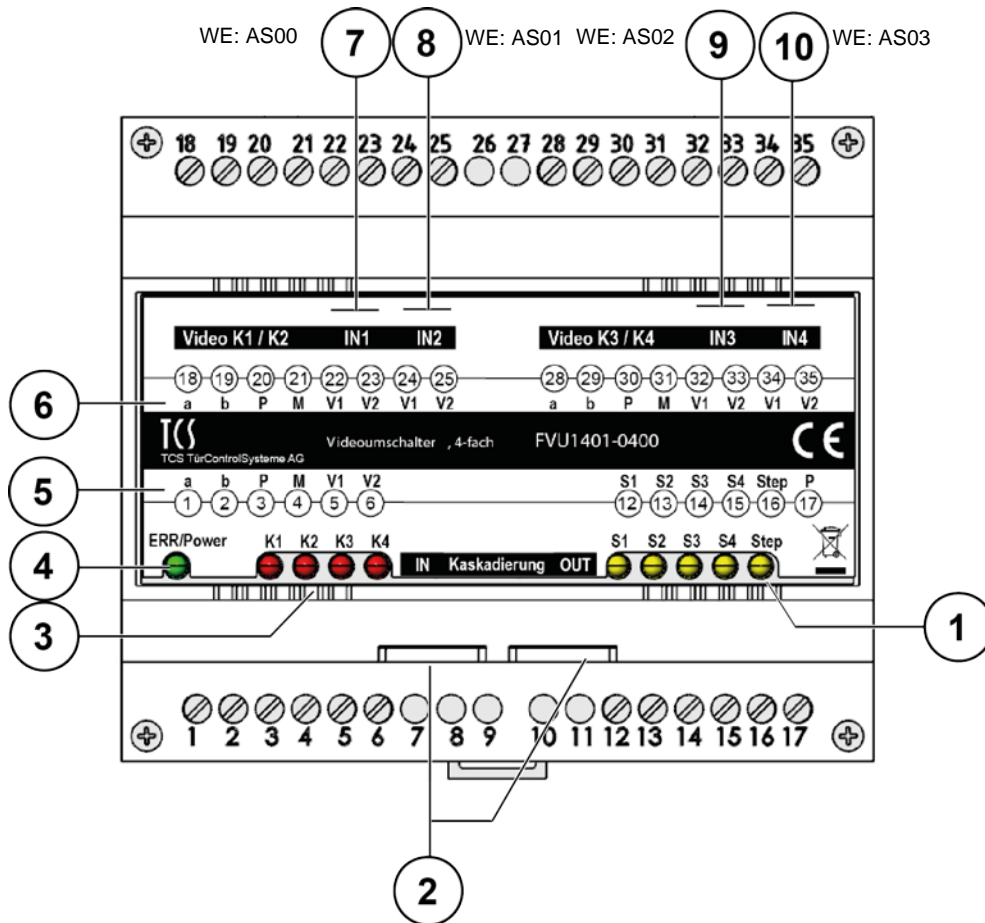 WE: AS00 7 8 WE: AS01 WE: AS02 9 10 WE: AS03
18 19 20 21 22 23 24 25 26 27 28 29 30 31 32 33 34 35
Video K1 / K2 IN1 IN2 Video K3 / K4 IN3 IN4
18 19 20 21 22 23 24 25 28 29 30 31 32 33 34 35
6 a b P M V1 V2 V1 V2 a b P M V1 V2 V1 V2
TCS Videoumschalter , 4-fach FVU1401-0400 CE
TCS TürControlSysteme AG
5 a b P M V1 V2 S1 S2 S3 S4 Step P
1 2 3 4 5 6 12 13 14 15 16 17
ERR/Power K1 K2 K3 K4 S1 S2 S3 S4 Step
4 IN Kaskadierung OUT
3 1
1 2 3 4 5 6 7 8 9 10 11 12 13 14 15 16 17
2